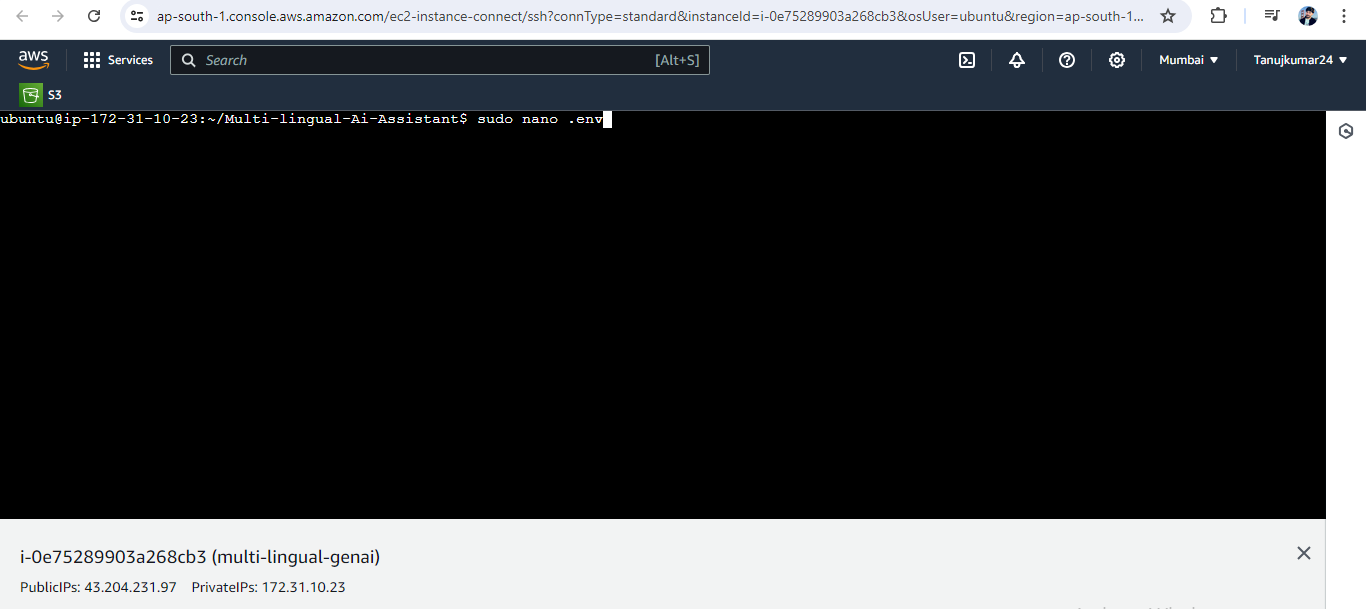 ap-south-1.console.aws.amazon.com/ec2-instance-connect/ssh?connType=standard&instanceId=i-0e75289903a268cb3&osUser=ubuntu&region=ap-south-1...
aws Services Search [Alt+S] Mumbai Tanujkumar24
S3
ubuntu@ip-172-31-10-23:~/Multi-lingual-Ai-Assistant$ sudo nano .env
i-0e75289903a268cb3 (multi-lingual-genai)
PublicIPs: 43.204.231.97 PrivateIPs: 172.31.10.23